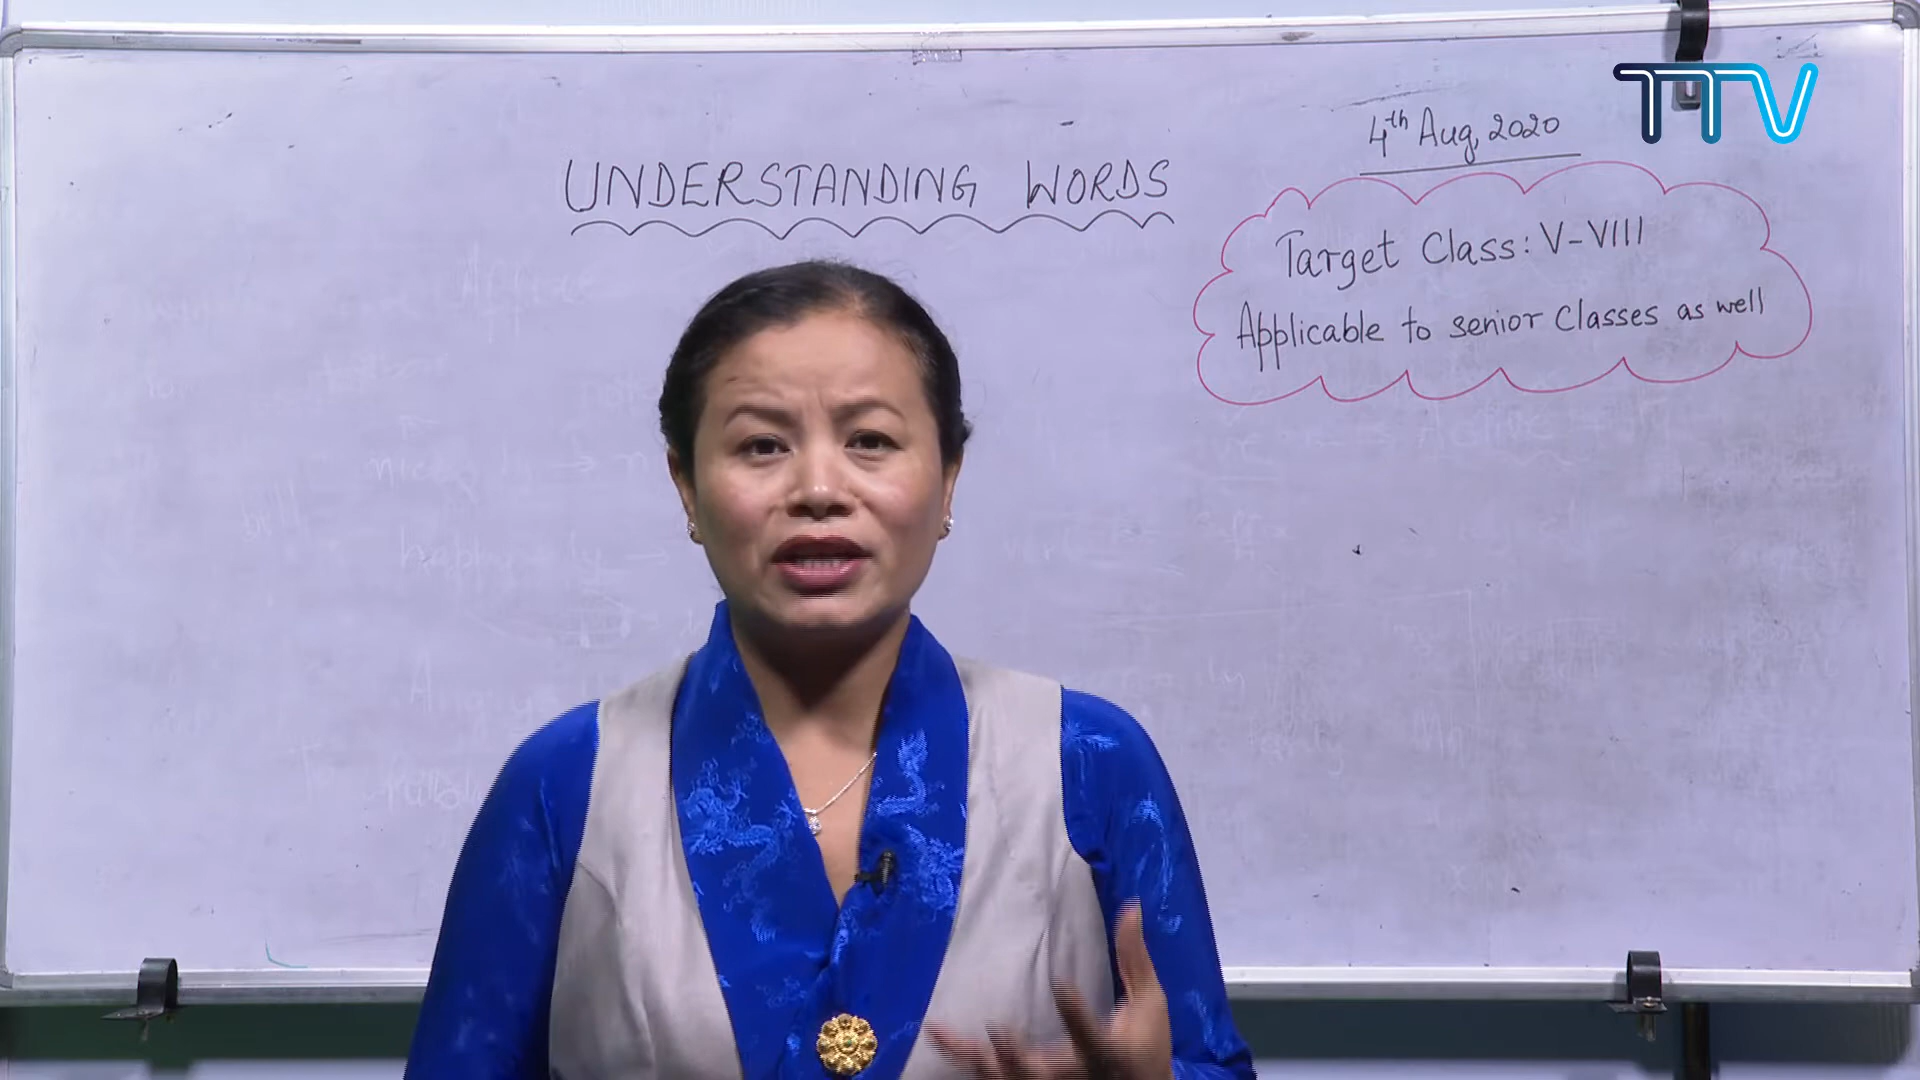 TTV
4th Aug, 2020
UNDERSTANDING WORDS
Target Class: V-VIII
Applicable to senior Classes as well